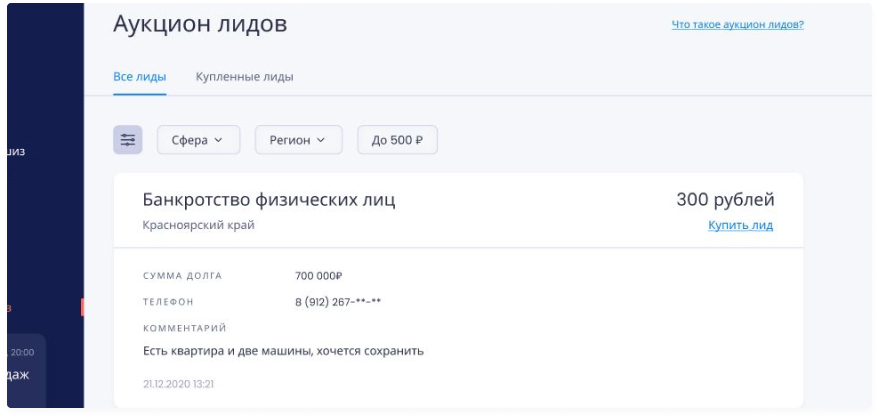 Аукцион лидов
Что такое аукцион лидов?
Все лиды
Купленные лиды
Сфера
Регион
До 500 ₽
Банкротство физических лиц
300 рублей
Красноярский край
Купить лид
СУММА ДОЛГА
700 000₽
ТЕЛЕФОН
8 (912) 267-**-**
КОММЕНТАРИЙ
Есть квартира и две машины, хочется сохранить
21.12.2020 13:21
20:00